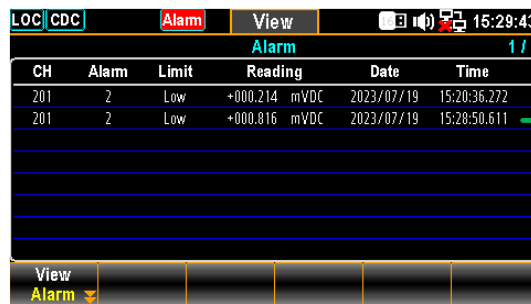 LOC CDC Alarm View 15:29:43
Alarm 1 /
CH Alarm Limit Reading Date Time
201 2 Low +000.214 mVDC 2023/07/19 15:20:36.272
201 2 Low +000.816 mVDC 2023/07/19 15:28:50.611
View
Alarm